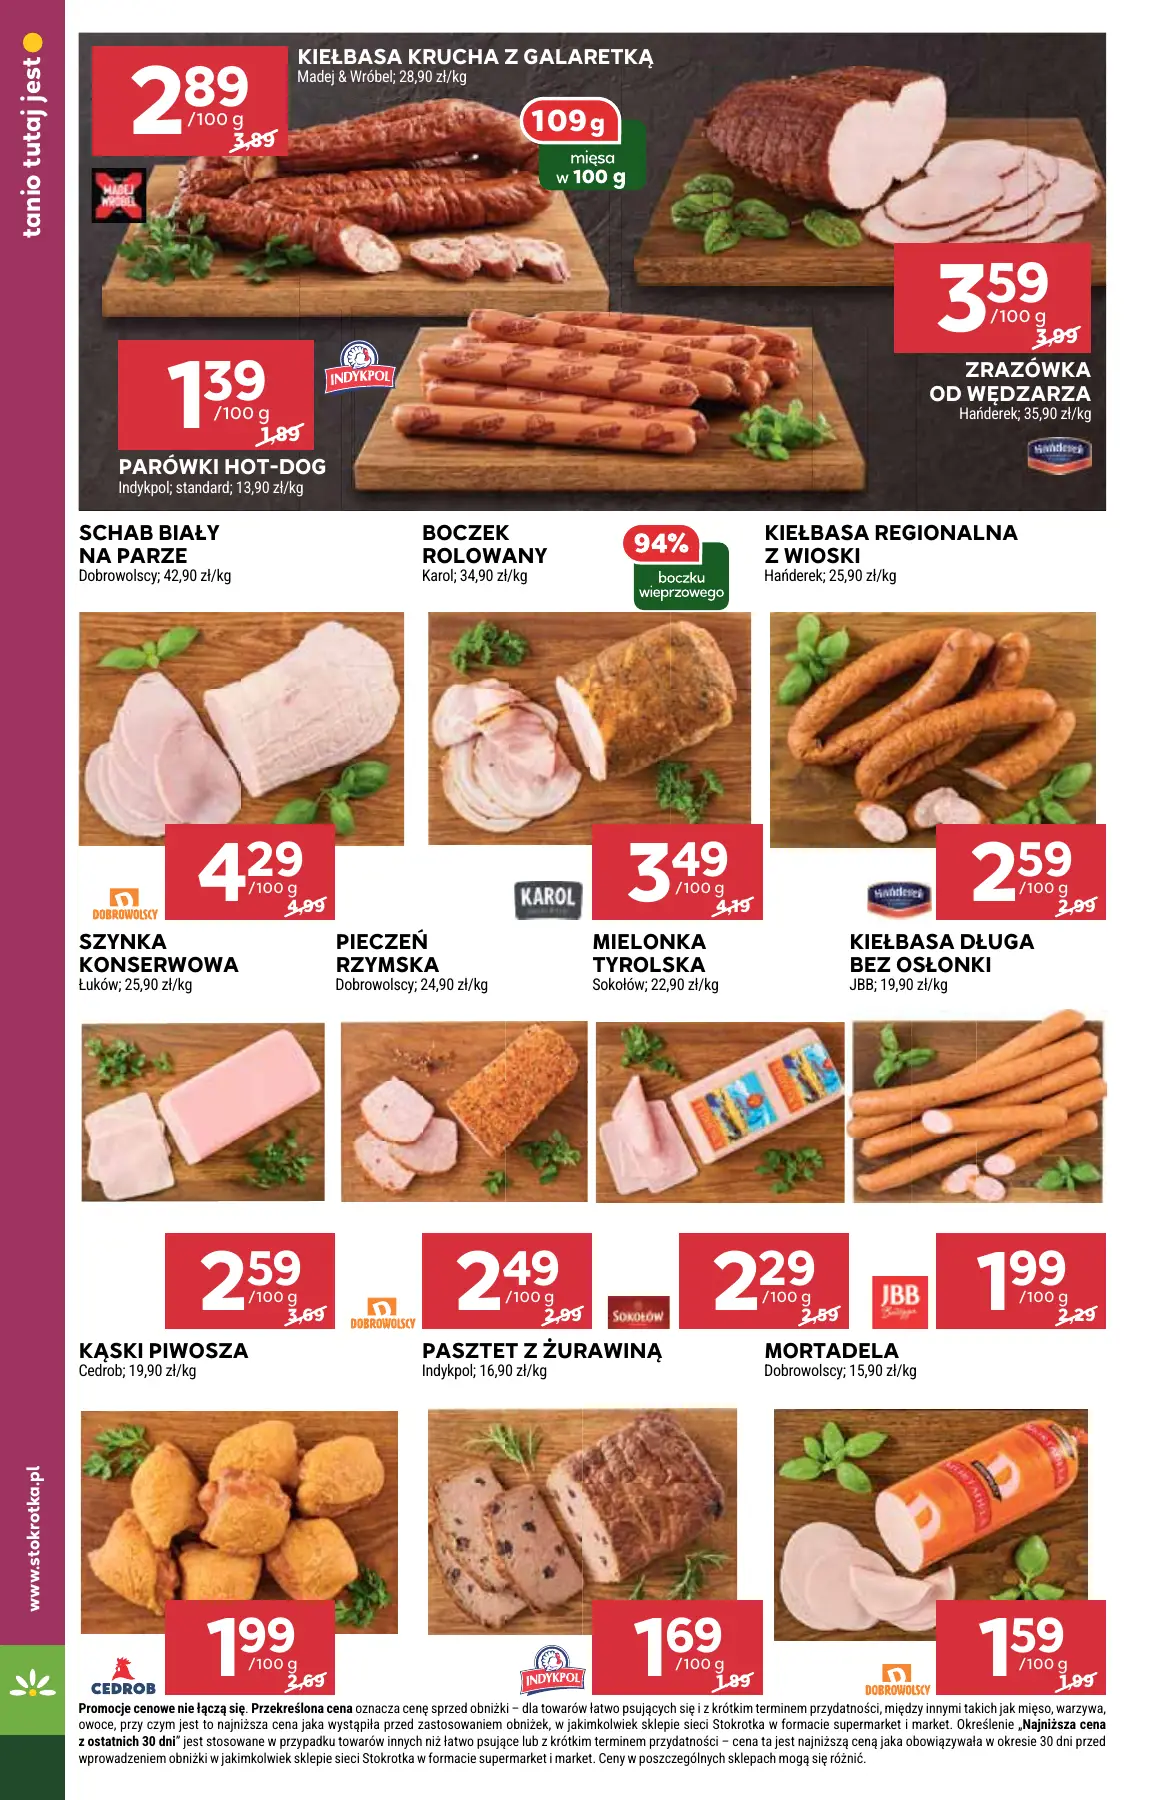 tanio tutaj jest
KIEŁBASA KRUCHA Z GALARETKĄ
Madej & Wróbel; 28,90 zł/kg
2 89
/100 g
3,89
MADEJ
WRÓBEL
109 g
mięsa
w 100 g
3 59
/100 g
3,99
ZRAZÓWKA
OD WĘDZARZA
Hańderek; 35,90 zł/kg
Hańderek
1 39
/100 g
1,89
INDYKPOL
PARÓWKI HOT-DOG
Indykpol; standard; 13,90 zł/kg
SCHAB BIAŁY
NA PARZE
Dobrowolscy; 42,90 zł/kg
BOCZEK
ROLOWANY
Karol; 34,90 zł/kg
94%
boczku
wieprzowego
KIEŁBASA REGIONALNA
Z WIOSKI
Hańderek; 25,90 zł/kg
DOBROWOLSCY
4 29
/100 g
4,99
KAROL
3 49
/100 g
4,19
Hańderek
2 59
/100 g
2,99
SZYNKA
KONSERWOWA
Łuków; 25,90 zł/kg
PIECZEŃ
RZYMSKA
Dobrowolscy; 24,90 zł/kg
MIELONKA
TYROLSKA
Sokołów; 22,90 zł/kg
KIEŁBASA DŁUGA
BEZ OSŁONKI
JBB; 19,90 zł/kg
2 59
/100 g
3,69
DOBROWOLSCY
2 49
/100 g
2,99
SOKOŁÓW
2 29
/100 g
2,59
JBB
Bałdyga
1 99
/100 g
2,29
KĄSKI PIWOSZA
Cedrob; 19,90 zł/kg
PASZTET Z ŻURAWINĄ
Indykpol; 16,90 zł/kg
MORTADELA
Dobrowolscy; 15,90 zł/kg
MORTADELA
CEDROB
1 99
/100 g
2,69
INDYKPOL
1 69
/100 g
1,89
DOBROWOLSCY
1 59
/100 g
1,99
www.stokrotka.pl
Promocje cenowe nie łączą się. Przekreślona cena oznacza cenę sprzed obniżki – dla towarów łatwo psujących się i z krótkim terminem przydatności, między innymi takich jak mięso, warzywa,
owoce, przy czym jest to najniższa cena jaka wystąpiła przed zastosowaniem obniżek, w jakimkolwiek sklepie sieci Stokrotka w formacie supermarket i market. Określenie „Najniższa cena
z ostatnich 30 dni” jest stosowane w przypadku towarów innych niż łatwo psujące lub z krótkim terminem przydatności – cena ta jest najniższą ceną jaka obowiązywała w okresie 30 dni przed
wprowadzeniem obniżki w jakimkolwiek sklepie sieci Stokrotka w formacie supermarket i market. Ceny w poszczególnych sklepach mogą się różnić.